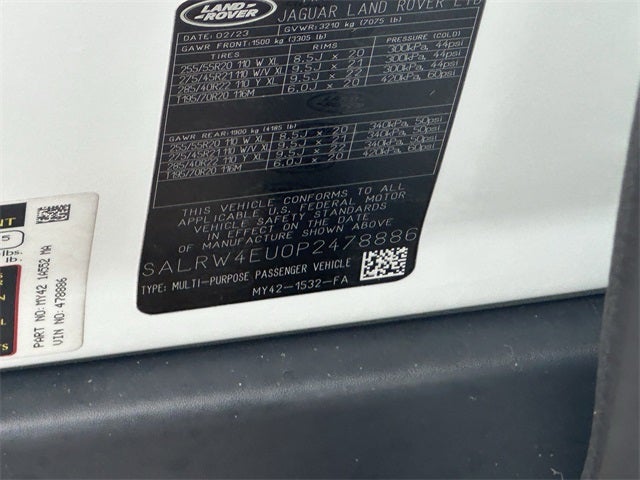 LAND-
ROVER
JAGUAR LAND ROVER LTD
DATE: 02/23
GVWR: 3210 kg (7075 lb)
GAWR FRONT: 1500 kg (3305 lb)
TIRES RIMS PRESSURE (COLD)
255/55R20 110 W XL 8.5J x 20 300kPa, 44psi
275/45R21 110 W/V XL 9.5J x 21 300kPa, 44psi
285/40R22 110 Y XL 9.5J x 22 300kPa, 44psi
T195/70R20 116M 6.0J x 20 420kPa, 60psi
GAWR REAR: 1900 kg (4185 lb)
255/55R20 110 W XL 8.5J x 20 340kPa, 50psi
275/45R21 110 W/V XL 9.5J x 21 340kPa, 50psi
285/40R22 110 Y XL 9.5J x 22 340kPa, 50psi
T195/70R20 116M 6.0J x 20 420kPa, 60psi
THIS VEHICLE CONFORMS TO ALL
APPLICABLE U.S. FEDERAL MOTOR
VEHICLE SAFETY STANDARDS
IN EFFECT ON THE DATE
OF MANUFACTURE SHOWN ABOVE
SALRW4EU0P2478886
TYPE: MULTI-PURPOSE PASSENGER VEHICLE
MY42-1532-FA
NT
5
lbs.
lb.
PART NO: MY42 16552 MA
VIN NO: 478886